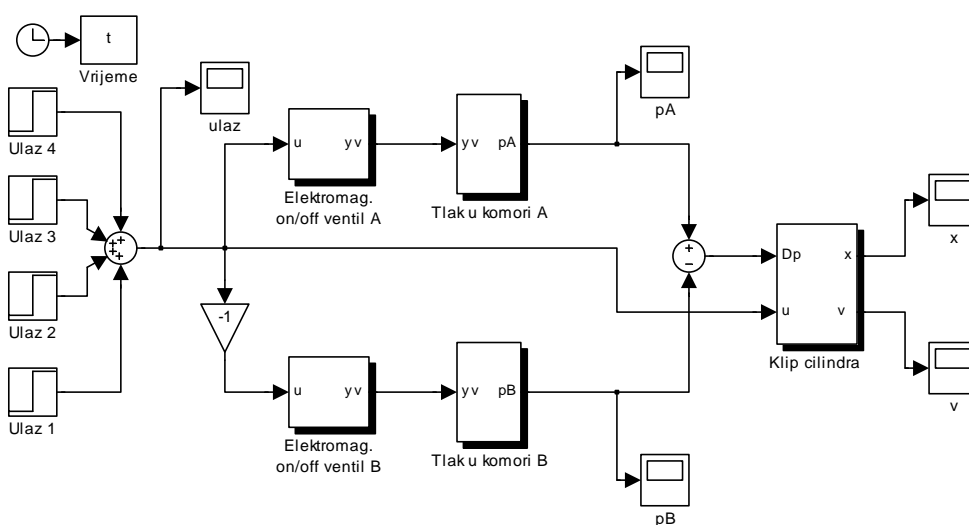 t
Vrijeme
Ulaz 4
ulaz
u
yv
Elektromag.
on/off ventil A
yv
pA
Tlak u komori A
pA
Ulaz 3
+
+
+
+
Ulaz 2
Ulaz 1
-1
u
yv
Elektromag.
on/off ventil B
yv
pB
Tlak u komori B
pB
+
−
Dp
x
u
v
Klip cilindra
x
v